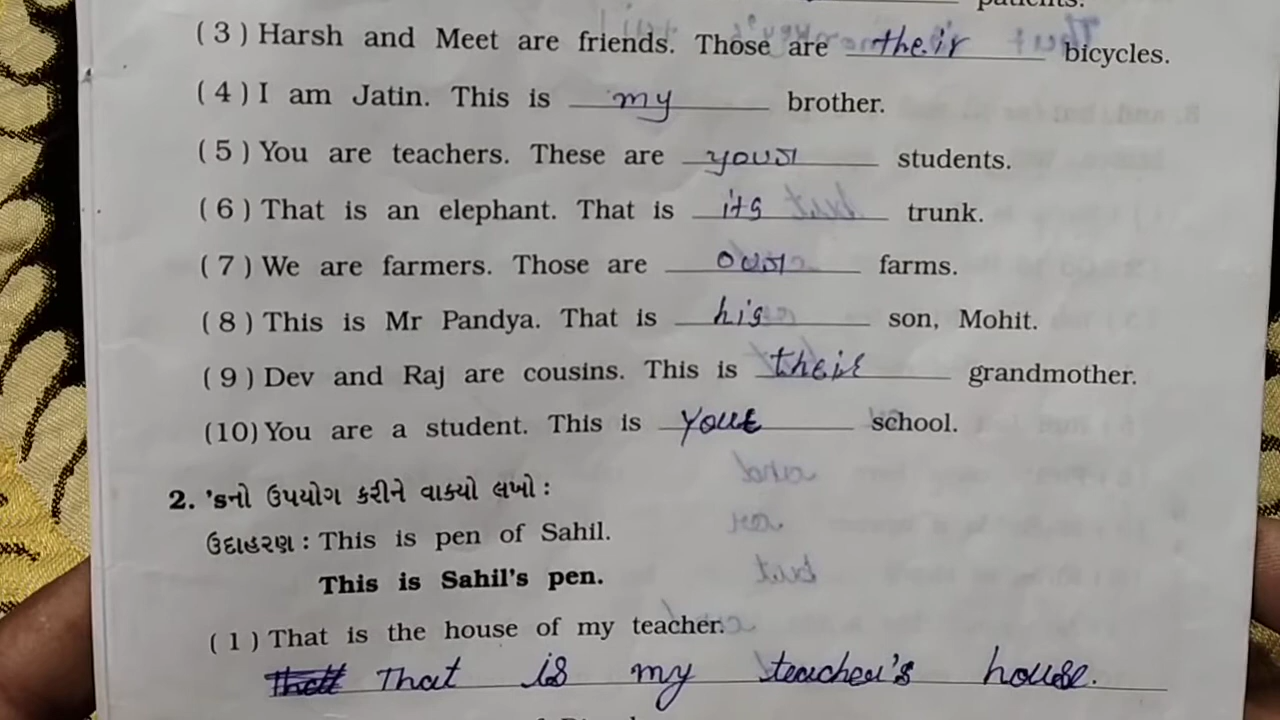 patients.
(3) Harsh and Meet are friends. Those are their bicycles.
(4) I am Jatin. This is my brother.
(5) You are teachers. These are your students.
(6) That is an elephant. That is its trunk.
(7) We are farmers. Those are our farms.
(8) This is Mr Pandya. That is his son, Mohit.
(9) Dev and Raj are cousins. This is their grandmother.
(10) You are a student. This is your school.
2. 'sનો ઉપયોગ કરીને વાક્યો લખો :
ઉદાહરણ : This is pen of Sahil.
This is Sahil's pen.
(1) That is the house of my teacher.
That is my teacher's house.